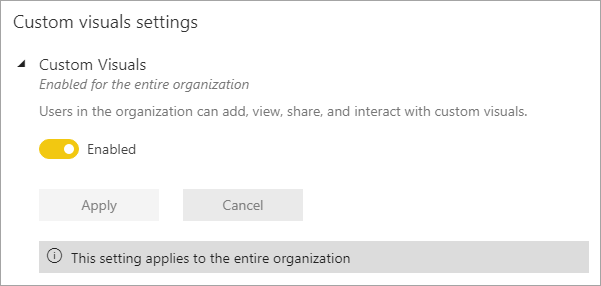 Custom visuals settings
Custom Visuals
Enabled for the entire organization
Users in the organization can add, view, share, and interact with custom visuals.
Enabled
Apply Cancel
This setting applies to the entire organization